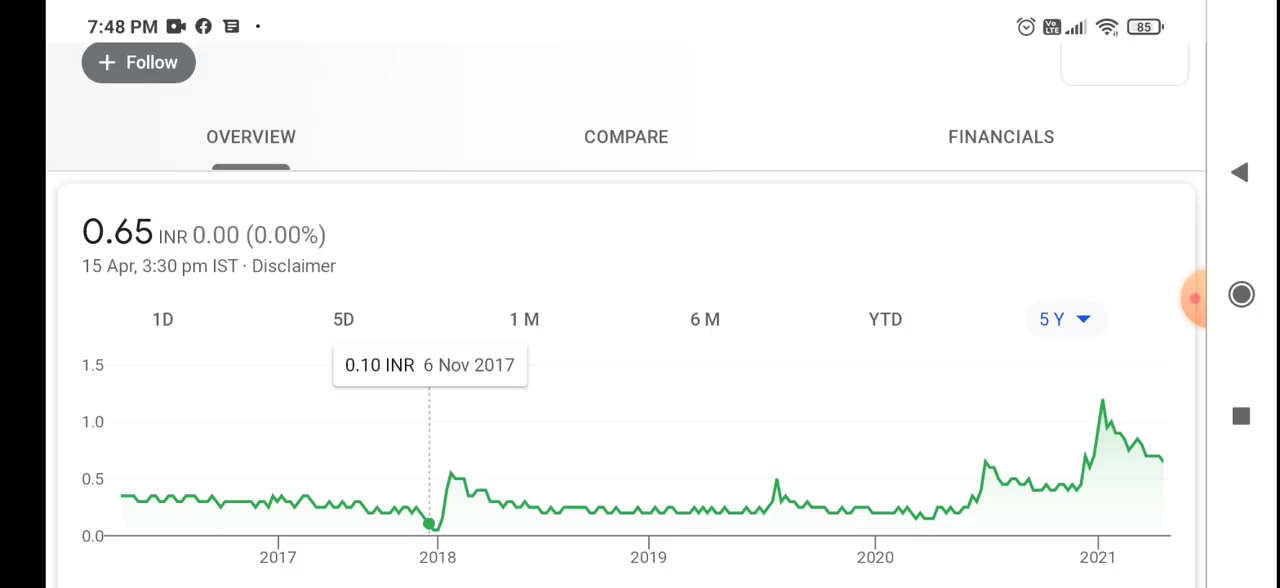 7:48 PM
Vo LTE
85
+ Follow
OVERVIEW COMPARE FINANCIALS
0.65 INR 0.00 (0.00%)
15 Apr, 3:30 pm IST · Disclaimer
1D 5D 1 M 6 M YTD 5 Y
0.10 INR 6 Nov 2017
1.5
1.0
0.5
0.0
2017 2018 2019 2020 2021